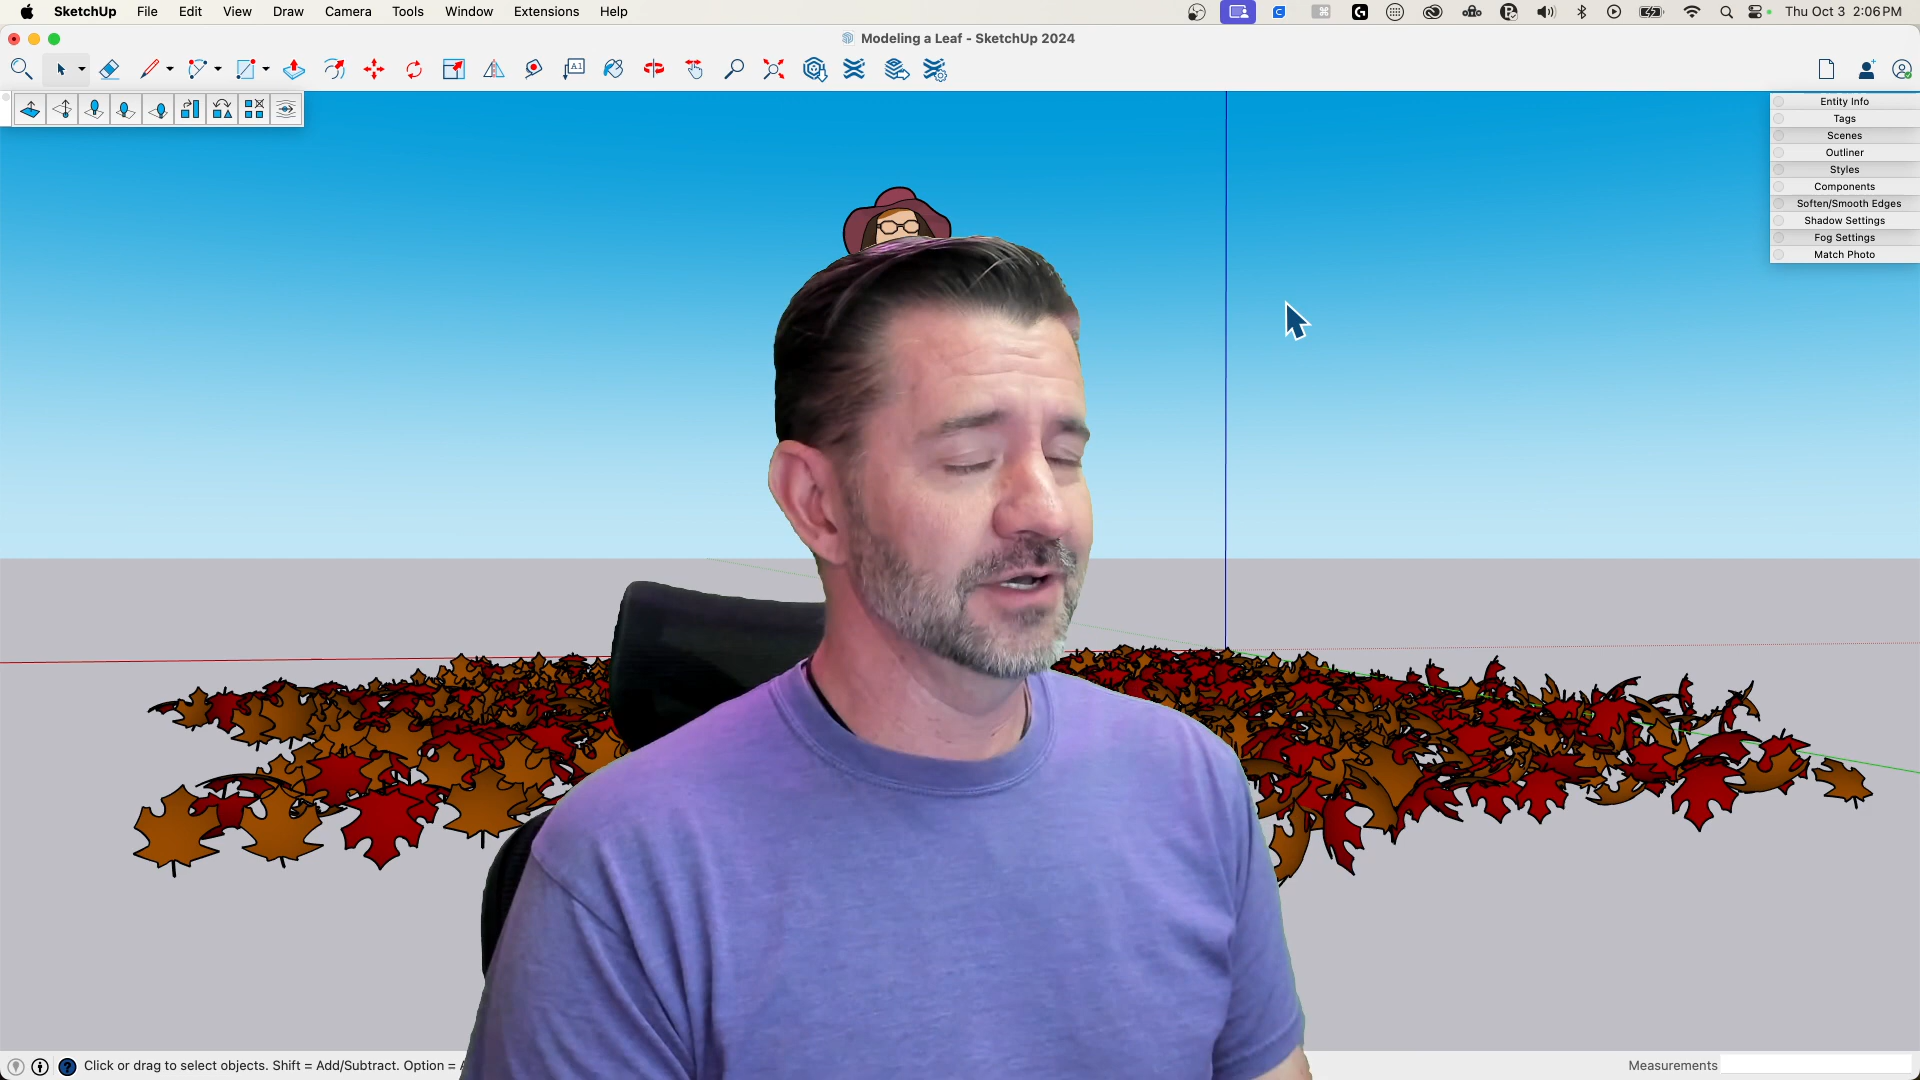 SketchUp File Edit View Draw Camera Tools Window Extensions Help Thu Oct 3 2:06 PM
Modeling a Leaf - SketchUp 2024
A1
Entity Info
Tags
Scenes
Outliner
Styles
Components
Soften/Smooth Edges
Shadow Settings
Fog Settings
Match Photo
Click or drag to select objects. Shift = Add/Subtract. Option =
Measurements